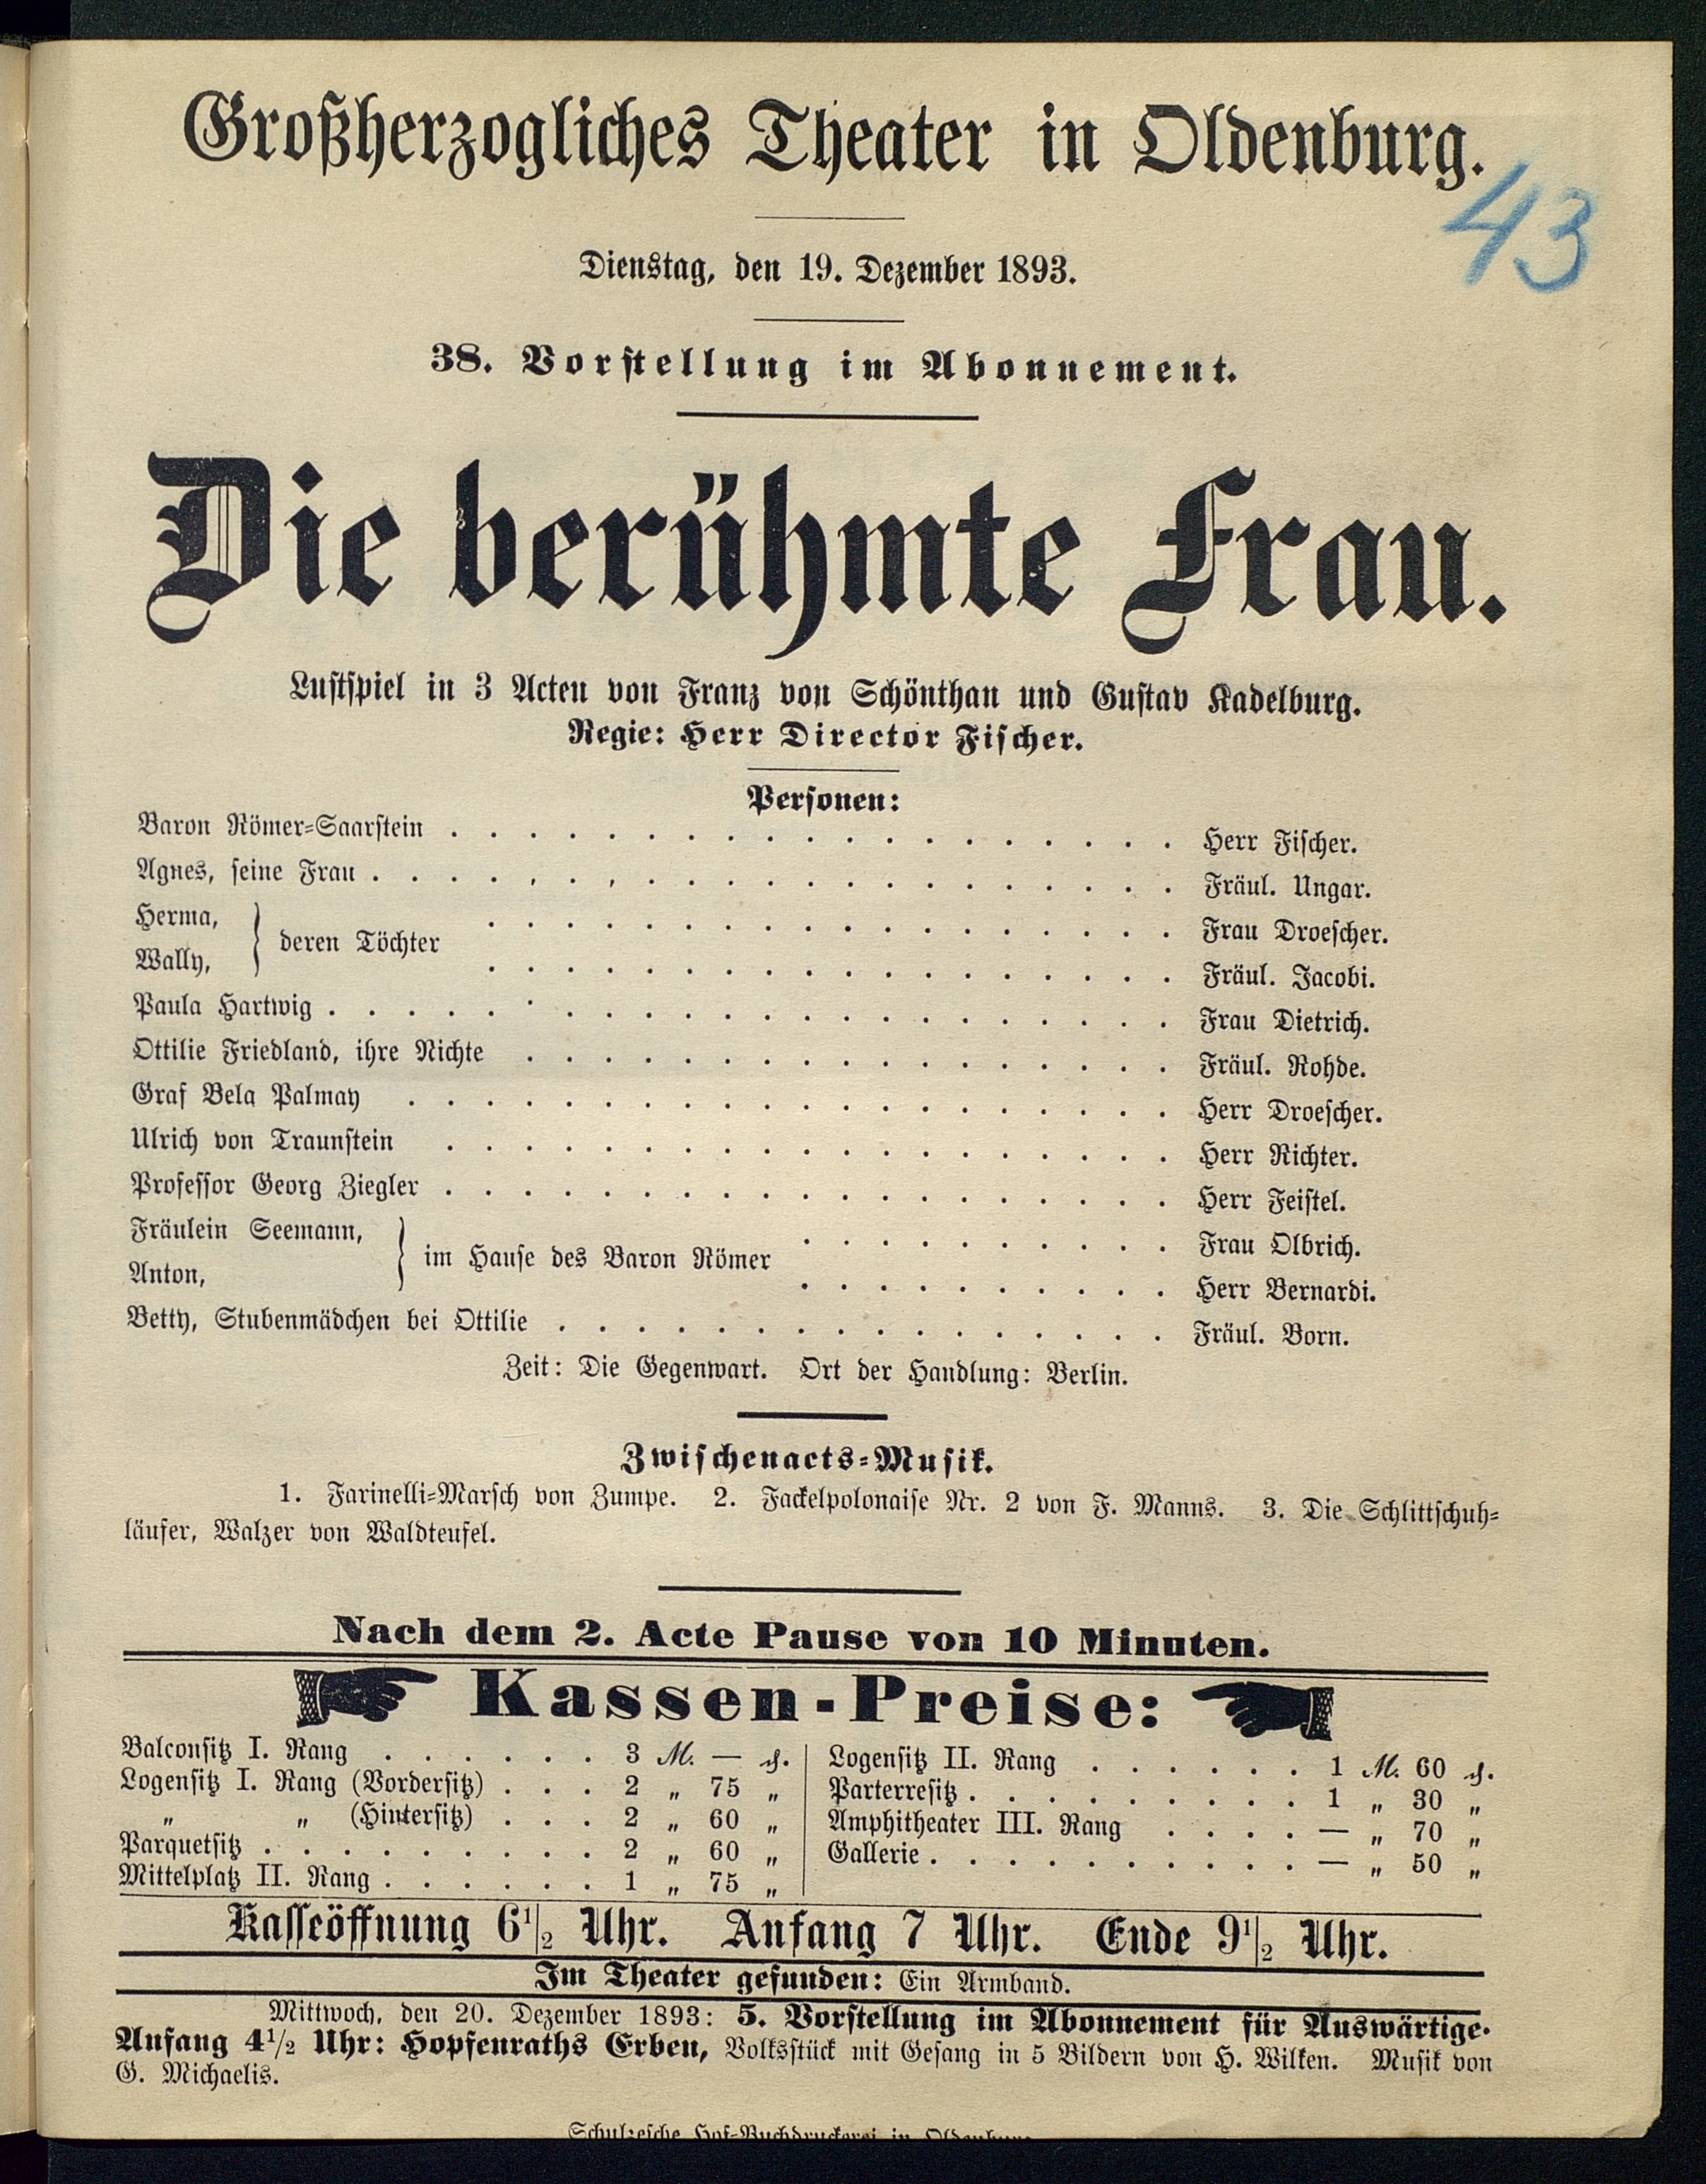 Großherzogliches Theater in Oldenburg.
43
Dienstag, den 19. Dezember 1893.
38. Vorstellung im Abonnement.
Die berühmte Frau.
Lustspiel in 3 Acten von Franz von Schönthan und Gustav Kadelburg.
Regie: Herr Director Fischer.
Personen:
Baron Römer-Saarstein . . . . . . . . . . . . . . . . . . . Herr Fischer.
Agnes, seine Frau . . . . . . . . . . . . . . . . . . . . . Fräul. Ungar.
Herma, } deren Töchter . . . . . . . . . . . . . . . . . . Frau Droescher.
Wally, . . . . . . . . . . . . . . . . . . Fräul. Jacobi.
Paula Hartwig . . . . . . . . . . . . . . . . . . . . . . Frau Dietrich.
Ottilie Friedland, ihre Nichte . . . . . . . . . . . . . . . . . Fräul. Rohde.
Graf Bela Palmay . . . . . . . . . . . . . . . . . . . . Herr Droescher.
Ulrich von Traunstein . . . . . . . . . . . . . . . . . . . Herr Richter.
Professor Georg Ziegler . . . . . . . . . . . . . . . . . . . Herr Feistel.
Fräulein Seemann, } im Hause des Baron Römer . . . . . . . . . . Frau Olbrich.
Anton, . . . . . . . . . . Herr Bernardi.
Betty, Stubenmädchen bei Ottilie . . . . . . . . . . . . . . . . Fräul. Born.
Zeit: Die Gegenwart. Ort der Handlung: Berlin.
Zwischenacts-Musik.
1. Farinelli-Marsch von Zumpe. 2. Fackelpolonaise Nr. 2 von F. Manns. 3. Die Schlittschuh-
läufer, Walzer von Waldteufel.
Nach dem 2. Acte Pause von 10 Minuten.
Kassen-Preise:
Balconsitz I. Rang . . . . . . 3 M. — ₰.
Logensitz I. Rang (Vordersitz) . . . 2 „ 75 „
„ „ (Hintersitz) . . . 2 „ 60 „
Parquetsitz . . . . . . . . . 2 „ 60 „
Mittelplatz II. Rang . . . . . . 1 „ 75 „
Logensitz II. Rang . . . . . . 1 M. 60 ₰.
Parterresitz . . . . . . . . . 1 „ 30 „
Amphitheater III. Rang . . . . — „ 70 „
Gallerie . . . . . . . . . . — „ 50 „
Kasseöffnung 6½ Uhr. Anfang 7 Uhr. Ende 9½ Uhr.
Im Theater gefunden: Ein Armband.
Mittwoch, den 20. Dezember 1893: 5. Vorstellung im Abonnement für Auswärtige.
Anfang 4½ Uhr: Hopfenraths Erben, Volksstück mit Gesang in 5 Bildern von H. Wilken. Musik von
G. Michaelis.
Schulzesche Hof-Buchdruckerei in Oldenburg